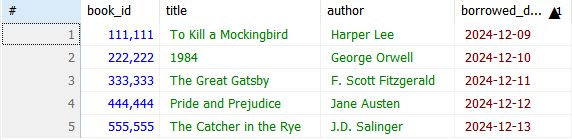 # book_id title author borrowed_d... ▲1
1 111,111 To Kill a Mockingbird Harper Lee 2024-12-09
2 222,222 1984 George Orwell 2024-12-10
3 333,333 The Great Gatsby F. Scott Fitzgerald 2024-12-11
4 444,444 Pride and Prejudice Jane Austen 2024-12-12
5 555,555 The Catcher in the Rye J.D. Salinger 2024-12-13